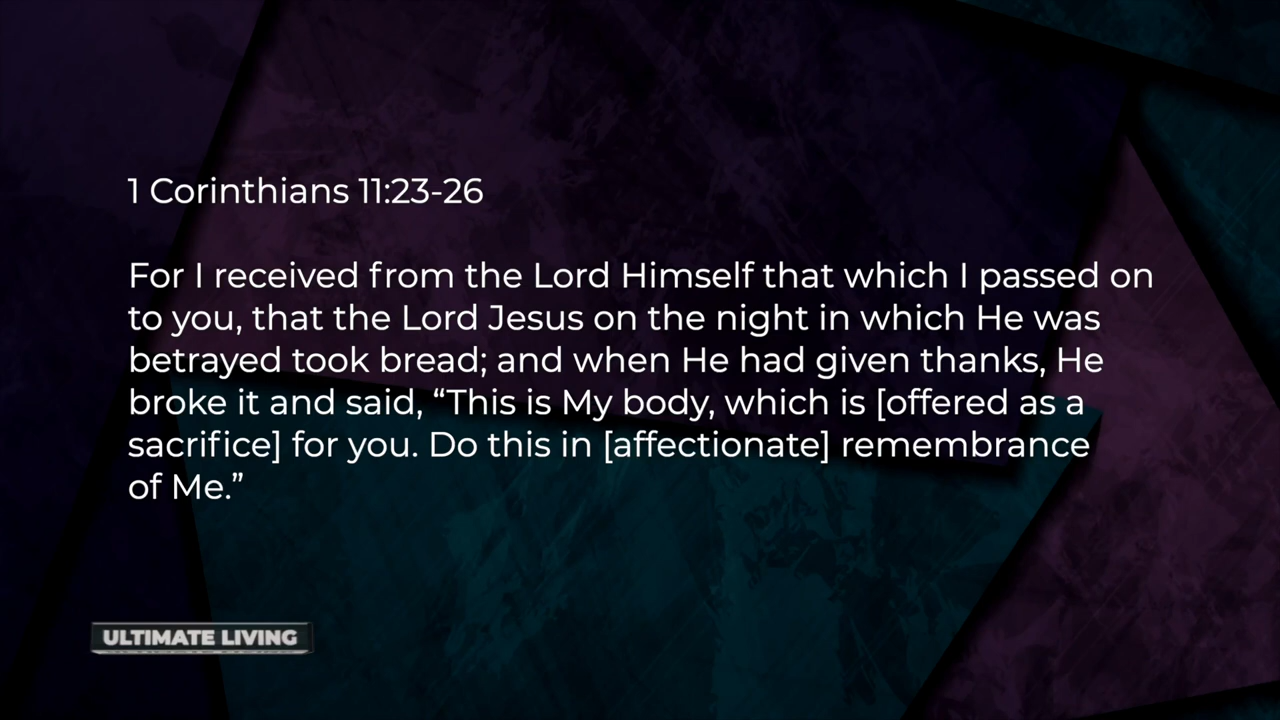 1 Corinthians 11:23-26
For I received from the Lord Himself that which I passed on
to you, that the Lord Jesus on the night in which He was
betrayed took bread; and when He had given thanks, He
broke it and said, “This is My body, which is [offered as a
sacrifice] for you. Do this in [affectionate] remembrance
of Me.”
ULTIMATE LIVING